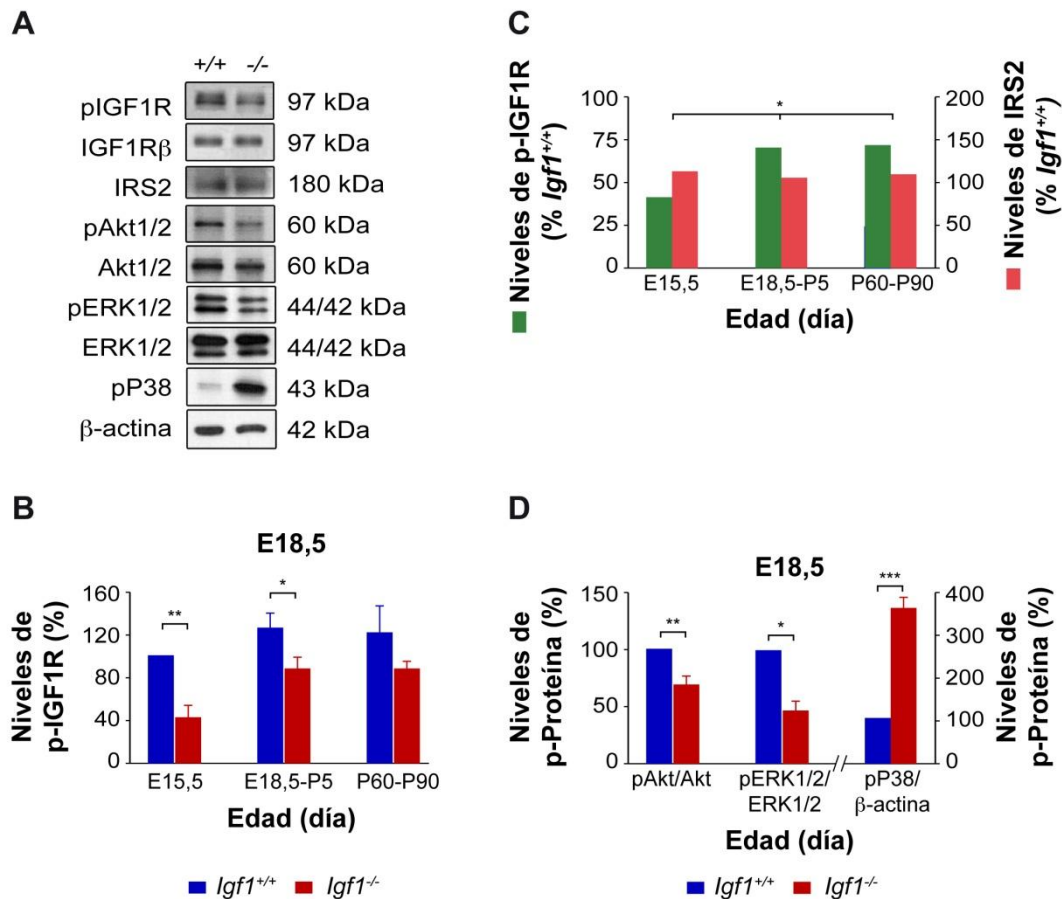 A
+/+ -/-
pIGF1R 97 kDa
IGF1Rβ 97 kDa
IRS2 180 kDa
pAkt1/2 60 kDa
Akt1/2 60 kDa
pERK1/2 44/42 kDa
ERK1/2 44/42 kDa
pP38 43 kDa
β-actina 42 kDa
C
Niveles de p-IGF1R
(% Igf1+/+)
100
75
50
25
0
*
200
150
100
50
0
Niveles de IRS2
(% Igf1+/+)
E15,5 E18,5-P5 P60-P90
Edad (día)
B
E18,5
Niveles de
p-IGF1R (%)
160
120
80
40
0
** *
E15,5 E18,5-P5 P60-P90
Edad (día)
Igf1+/+ Igf1-/-
D
E18,5
Niveles de
p-Proteína (%)
150
100
50
0
** * ***
400
300
200
100
0
Niveles de
p-Proteína (%)
pAkt/Akt pERK1/2/ // pP38/
ERK1/2 β-actina
Edad (día)
Igf1+/+ Igf1-/-